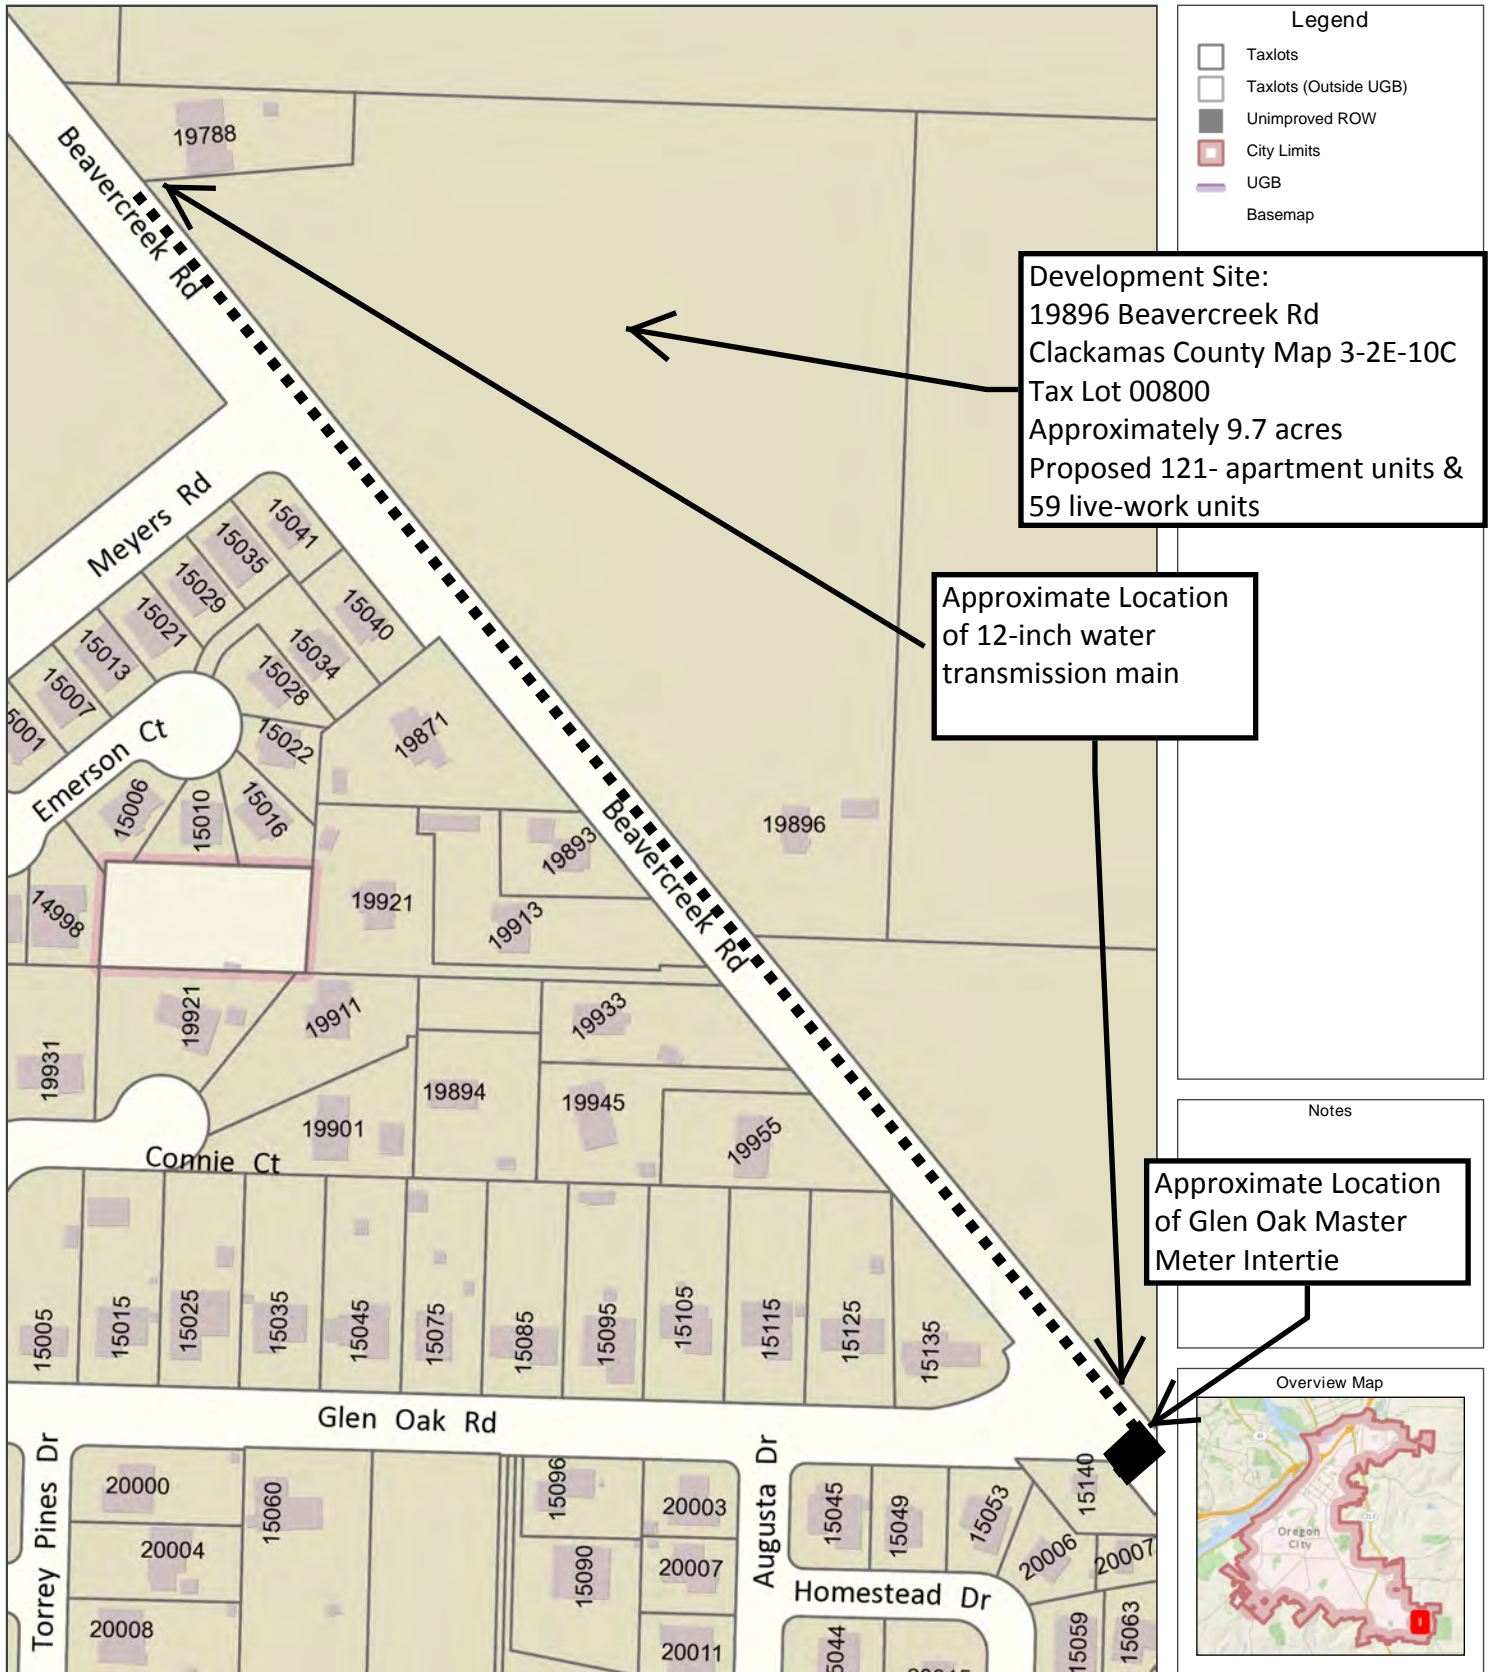 Legend
Taxlots
Taxlots (Outside UGB)
Unimproved ROW
City Limits
UGB
Basemap
Development Site:
19896 Beavercreek Rd
Clackamas County Map 3-2E-10C
Tax Lot 00800
Approximately 9.7 acres
Proposed 121- apartment units &
59 live-work units
Approximate Location
of 12-inch water
transmission main
Notes
Approximate Location
of Glen Oak Master
Meter Intertie
Overview Map
Oregon
City
213
19788
Beavercreek Rd
Meyers Rd
15041
15035
15029
15021
15013
15007
5001
15040
15034
15028
15022
15016
15010
15006
Emerson Ct
14998
19871
19893
19921
19913
Beavercreek Rd
19896
19921
19911
19933
19931
19894
19945
19901
19955
Connie Ct
15005
15015
15025
15035
15045
15075
15085
15095
15105
15115
15125
15135
Glen Oak Rd
Torrey Pines Dr
20000
20004
20008
15060
15096
15090
20003
20007
20011
Augusta Dr
15045
15049
15053
15140
20006
20007
Homestead Dr
5044
15059
15063